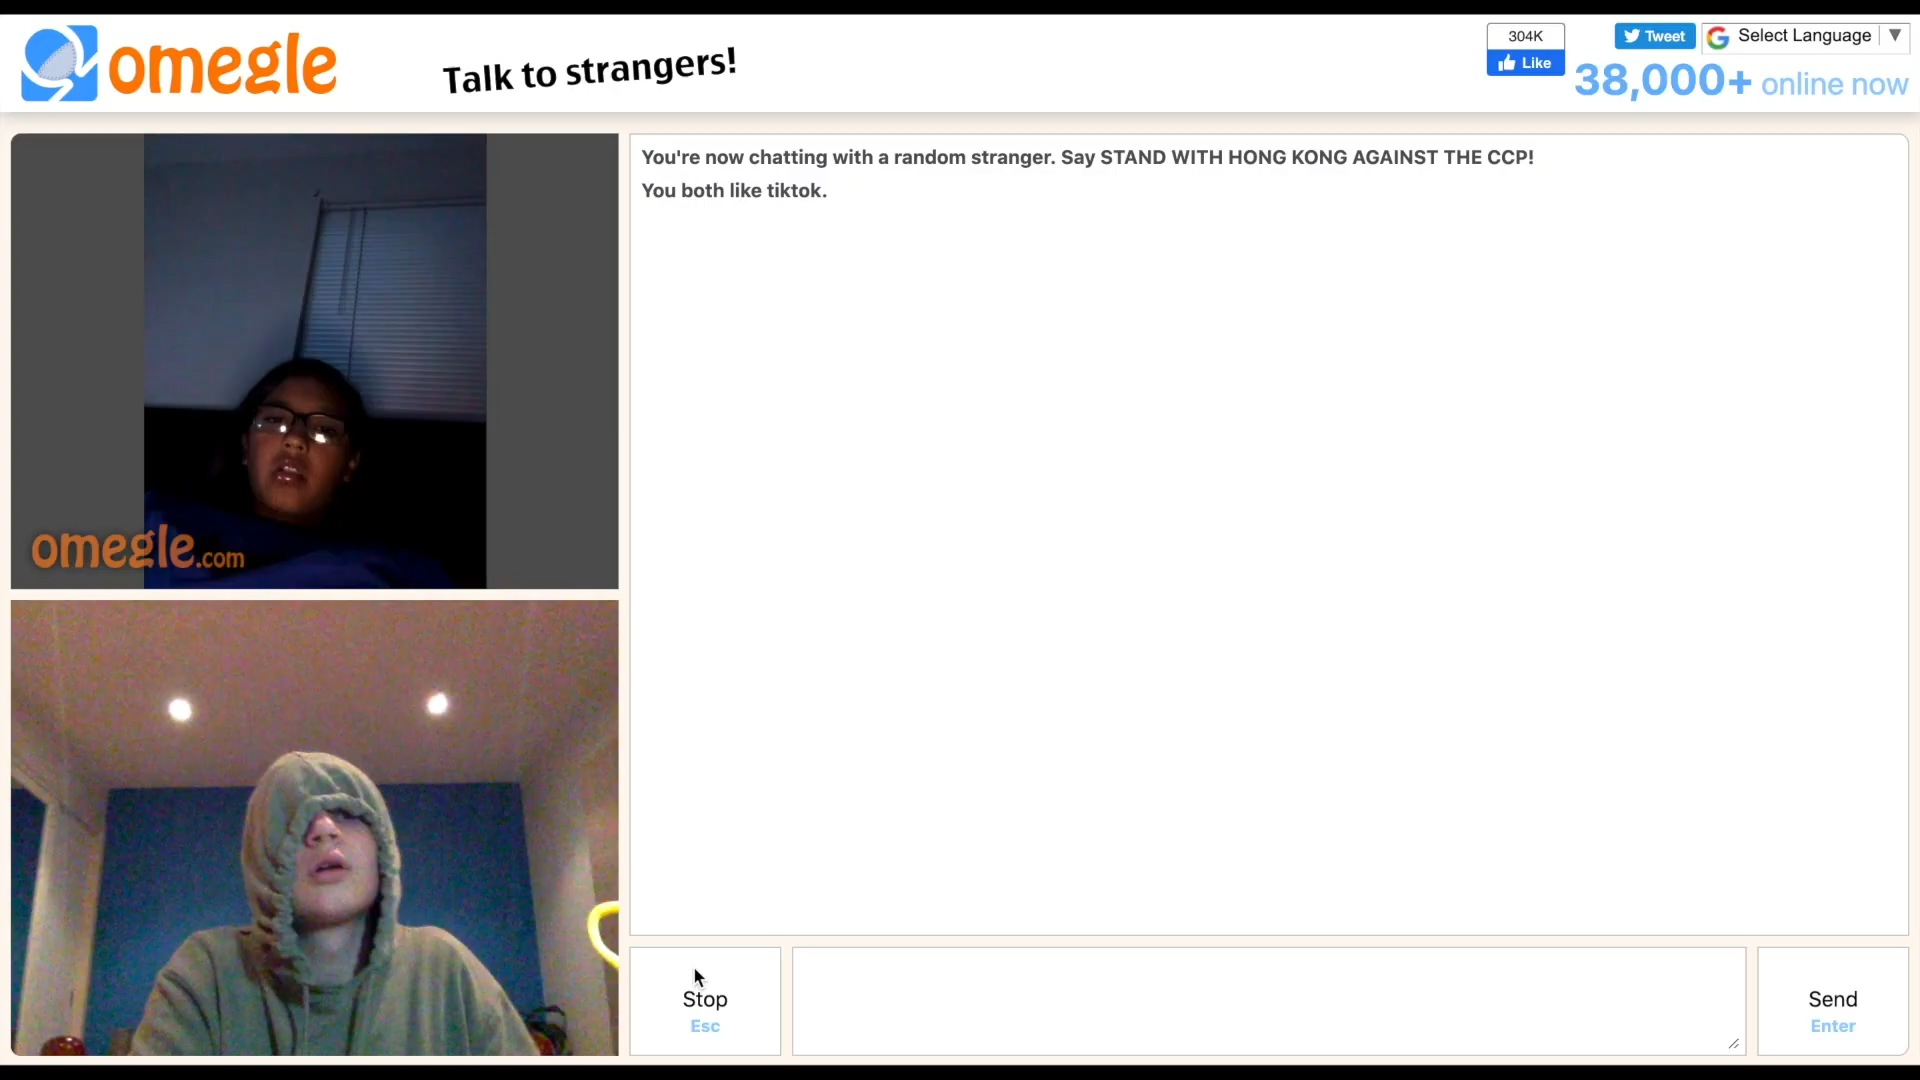 omegle
Talk to strangers!
304K
Like
Tweet
Select Language
38,000+ online now
You're now chatting with a random stranger. Say STAND WITH HONG KONG AGAINST THE CCP!
You both like tiktok.
omegle.com
Stop
Esc
Send
Enter